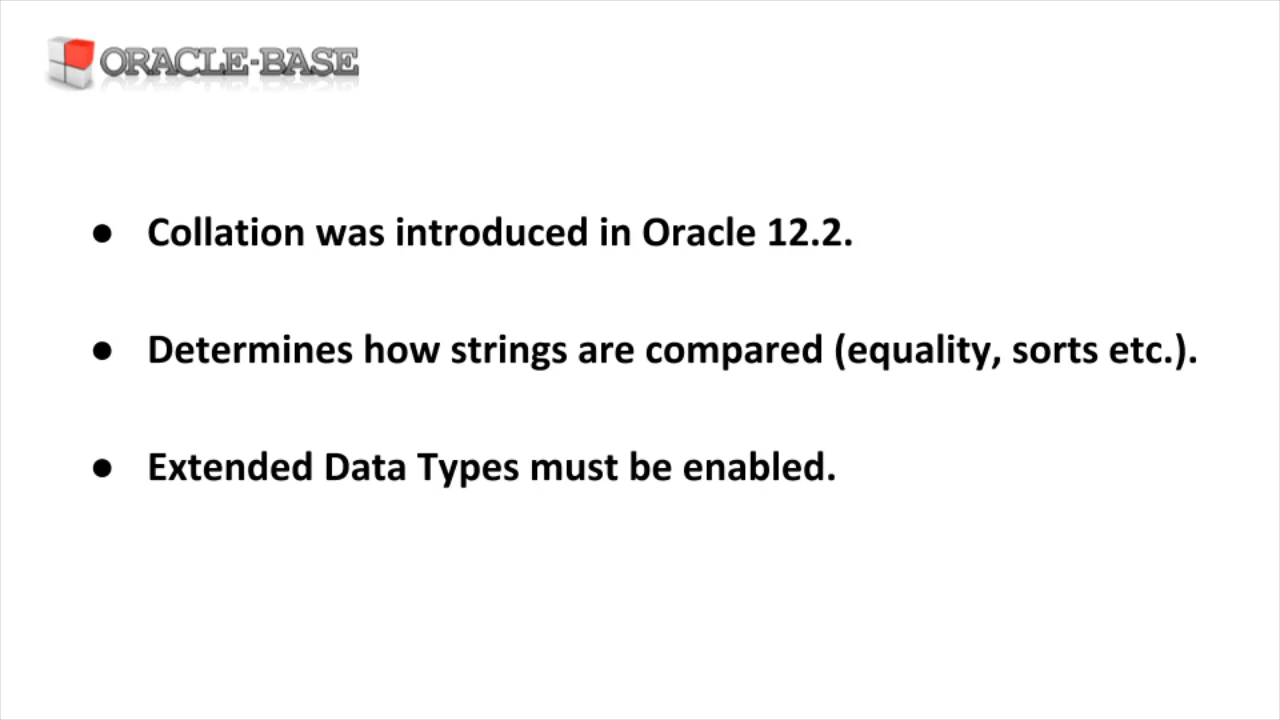 ORACLE-BASE
● Collation was introduced in Oracle 12.2.
● Determines how strings are compared (equality, sorts etc.).
● Extended Data Types must be enabled.